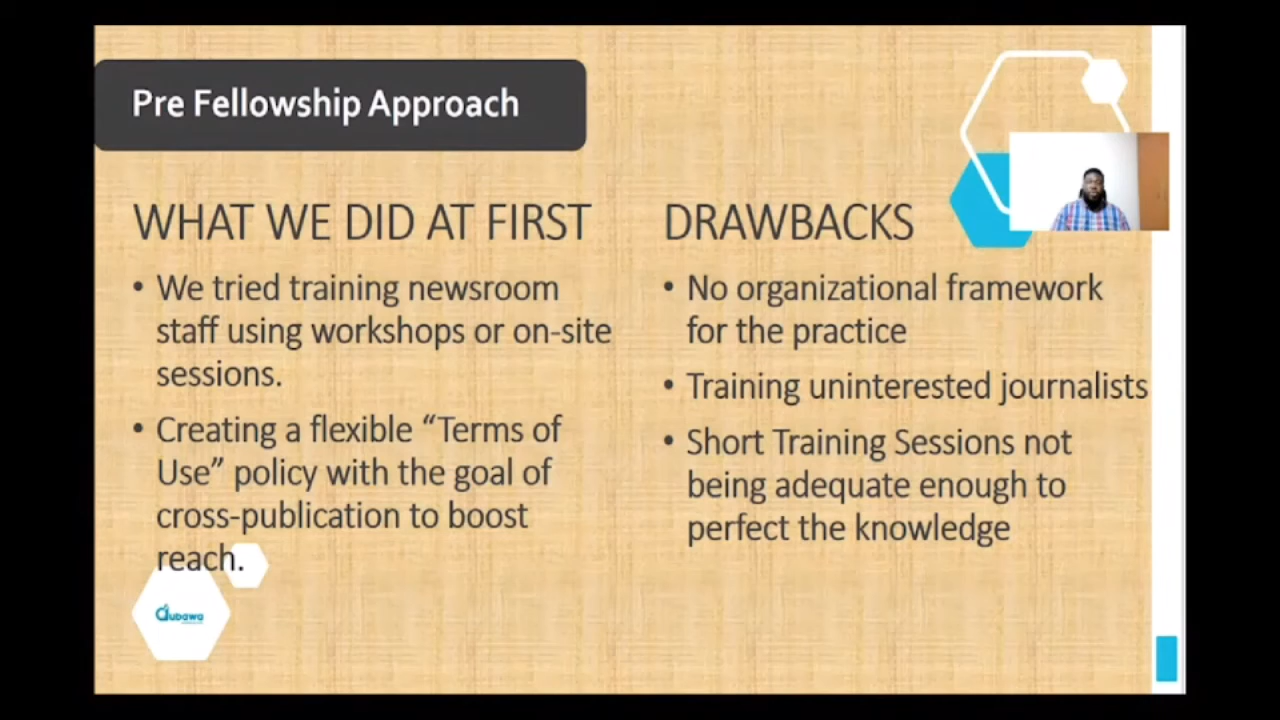 Pre Fellowship Approach
WHAT WE DID AT FIRST
• We tried training newsroom
staff using workshops or on-site
sessions.
• Creating a flexible “Terms of
Use” policy with the goal of
cross-publication to boost
reach.
DRAWBACKS
• No organizational framework
for the practice
• Training uninterested journalists
• Short Training Sessions not
being adequate enough to
perfect the knowledge
dubawa